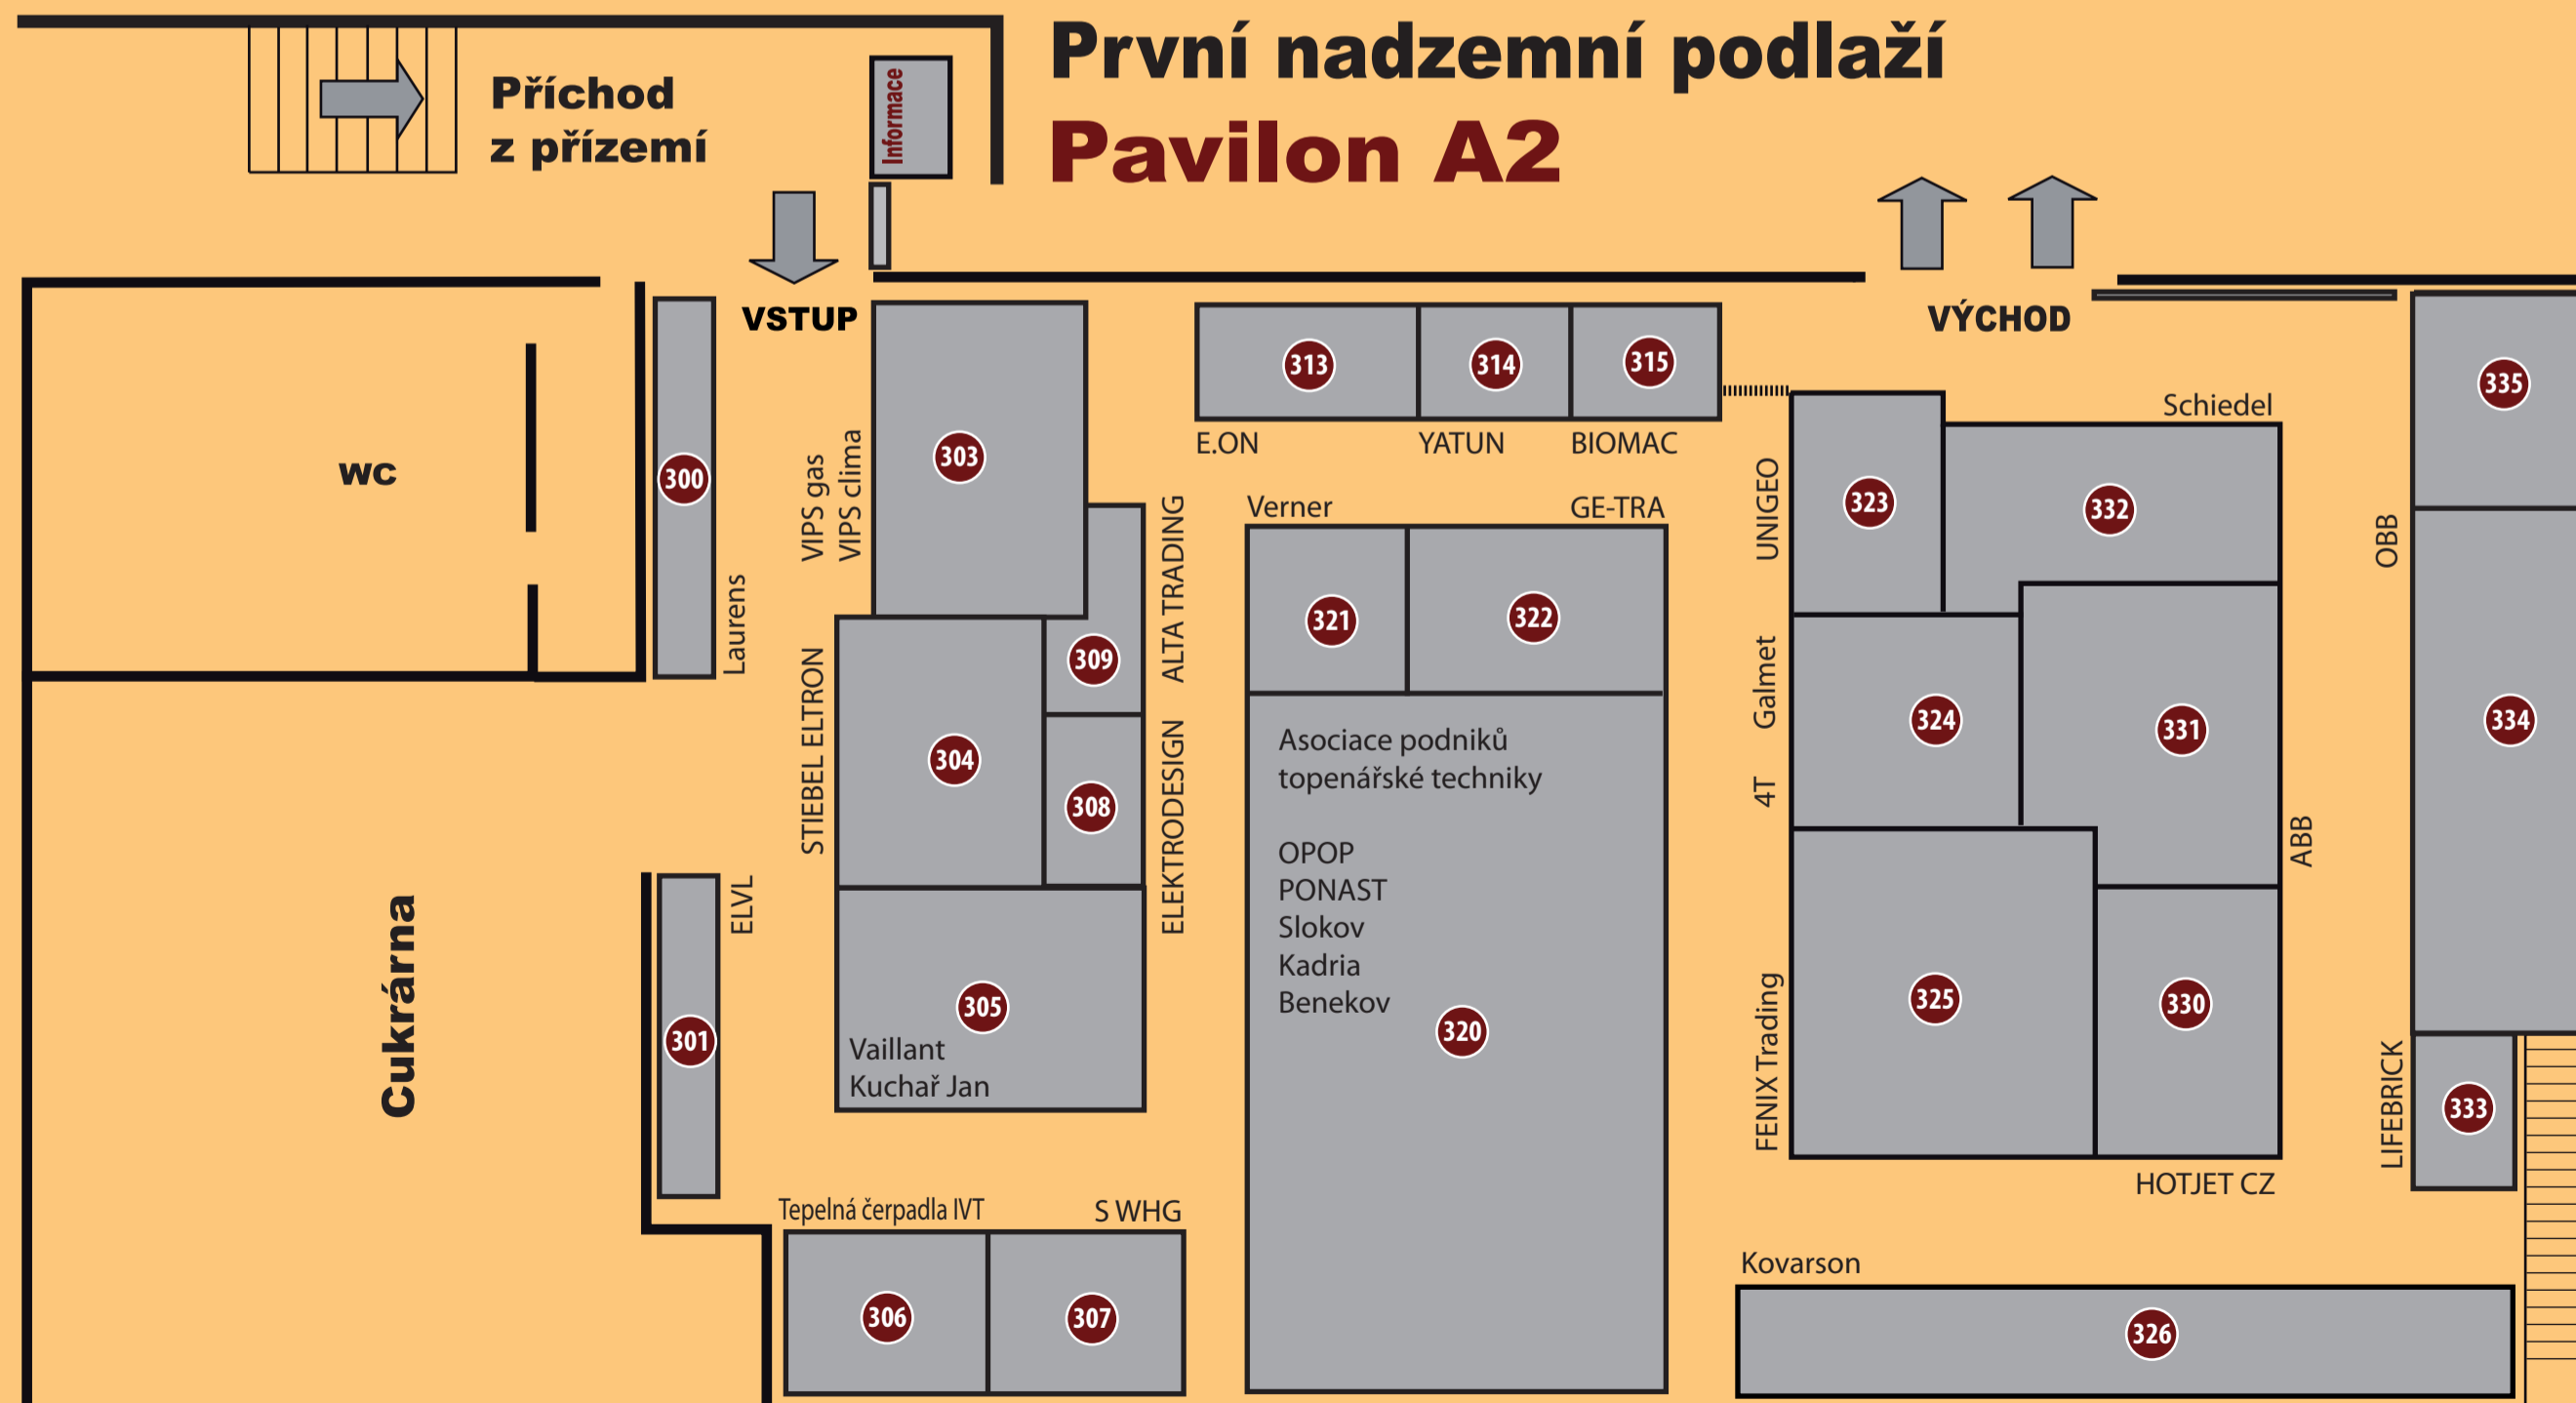 První nadzemní podlaží
Pavilon A2
Příchod
z přízemí
Informace
VSTUP
VÝCHOD
wc
Cukrárna
300
Laurens
301
ELVL
VIPS gas
VIPS clima
303
STIEBEL ELTRON
304
309
ALTA TRADING
308
ELEKTRODESIGN
305
Vaillant
Kuchař Jan
Tepelná čerpadla IVT
S WHG
306
307
313
314
315
E.ON
YATUN
BIOMAC
Verner
GE-TRA
321
322
Asociace podniků
topenářské techniky
OPOP
PONAST
Slokov
Kadria
Benekov
320
UNIGEO
323
Schiedel
332
4T
Galmet
324
331
ABB
FENIX Trading
325
330
HOTJET CZ
Kovarson
326
335
OBB
334
LIFEBRICK
333